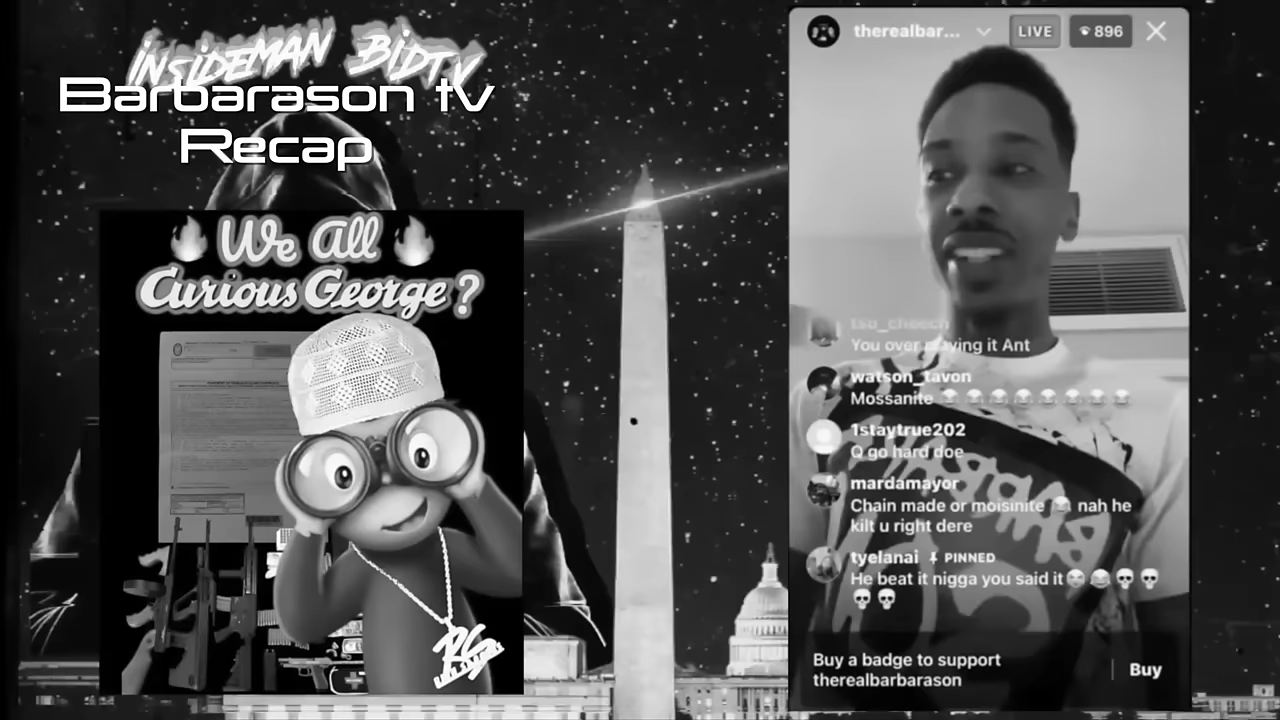 INSIDEMAN BIDTV
Barbarason tv
Recap
We All
Curious George?
RG
therealbar...
LIVE
896
tsu_cheech
You over playing it Ant
watson_tavon
Mossanite 😂😂😂😂😂😂😂😂
1staytrue202
Q go hard doe
mardamayor
Chain made or moisinite 😂 nah he
kilt u right dere
tyelanai PINNED
He beat it nigga you said it😂 😂 💀 💀
💀 💀
Buy a badge to support
therealbarbarason
Buy